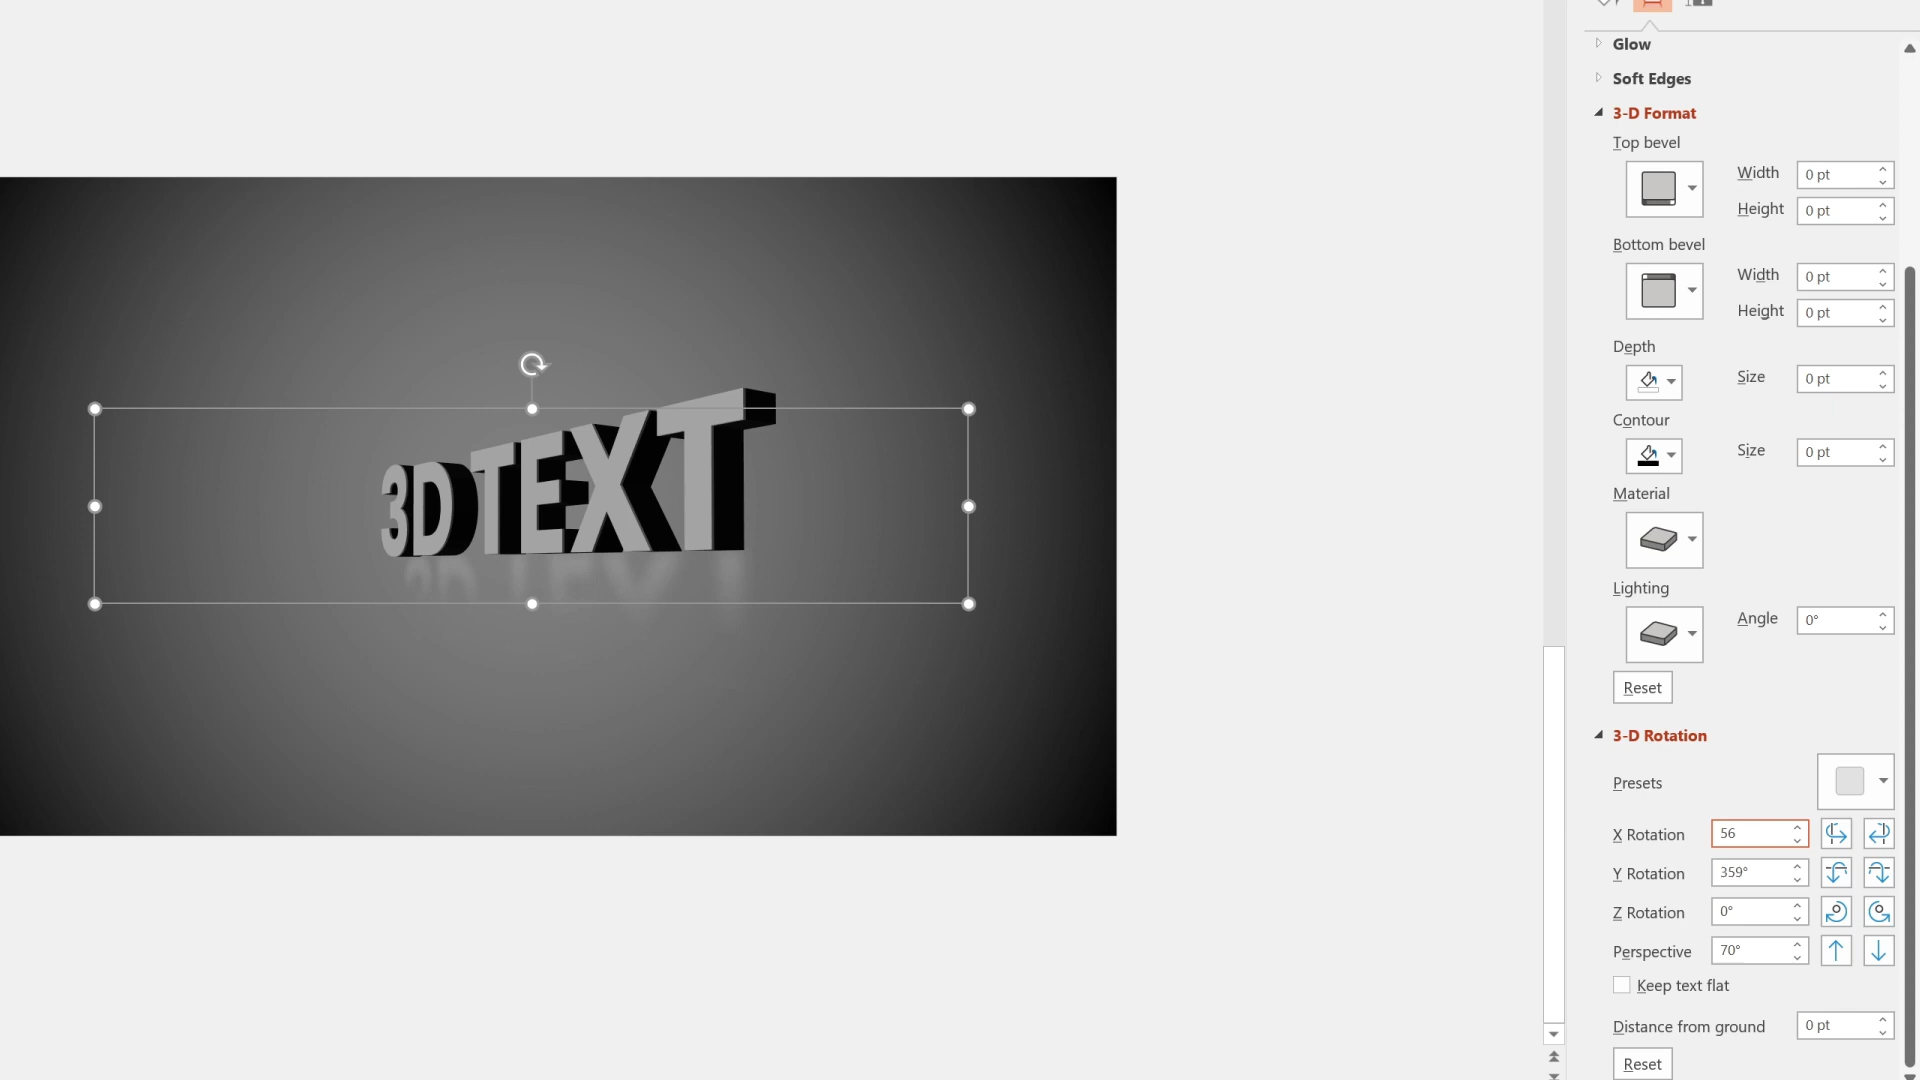 Glow
Soft Edges
3-D Format
Top bevel
Width 0 pt
Height 0 pt
Bottom bevel
Width 0 pt
Height 0 pt
Depth
Size 0 pt
Contour
Size 0 pt
Material
Lighting
Angle 0°
Reset
3-D Rotation
Presets
X Rotation 56
Y Rotation 359°
Z Rotation 0°
Perspective 70°
Keep text flat
Distance from ground 0 pt
Reset
3D TEXT